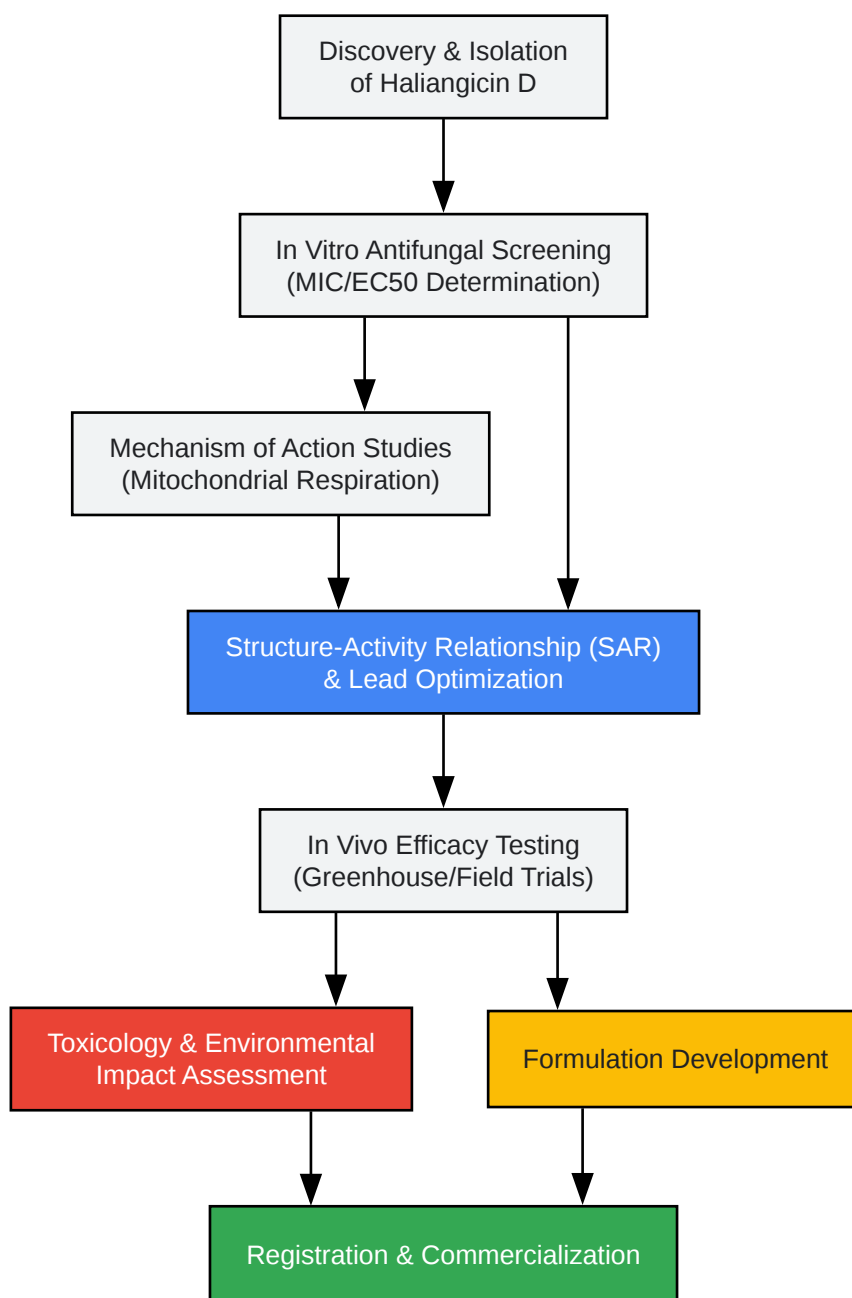 Discovery & Isolation
of Haliangicin D
In Vitro Antifungal Screening
(MIC/EC50 Determination)
Mechanism of Action Studies
(Mitochondrial Respiration)
Structure-Activity Relationship (SAR)
& Lead Optimization
In Vivo Efficacy Testing
(Greenhouse/Field Trials)
Toxicology & Environmental
Impact Assessment
Formulation Development
Registration & Commercialization